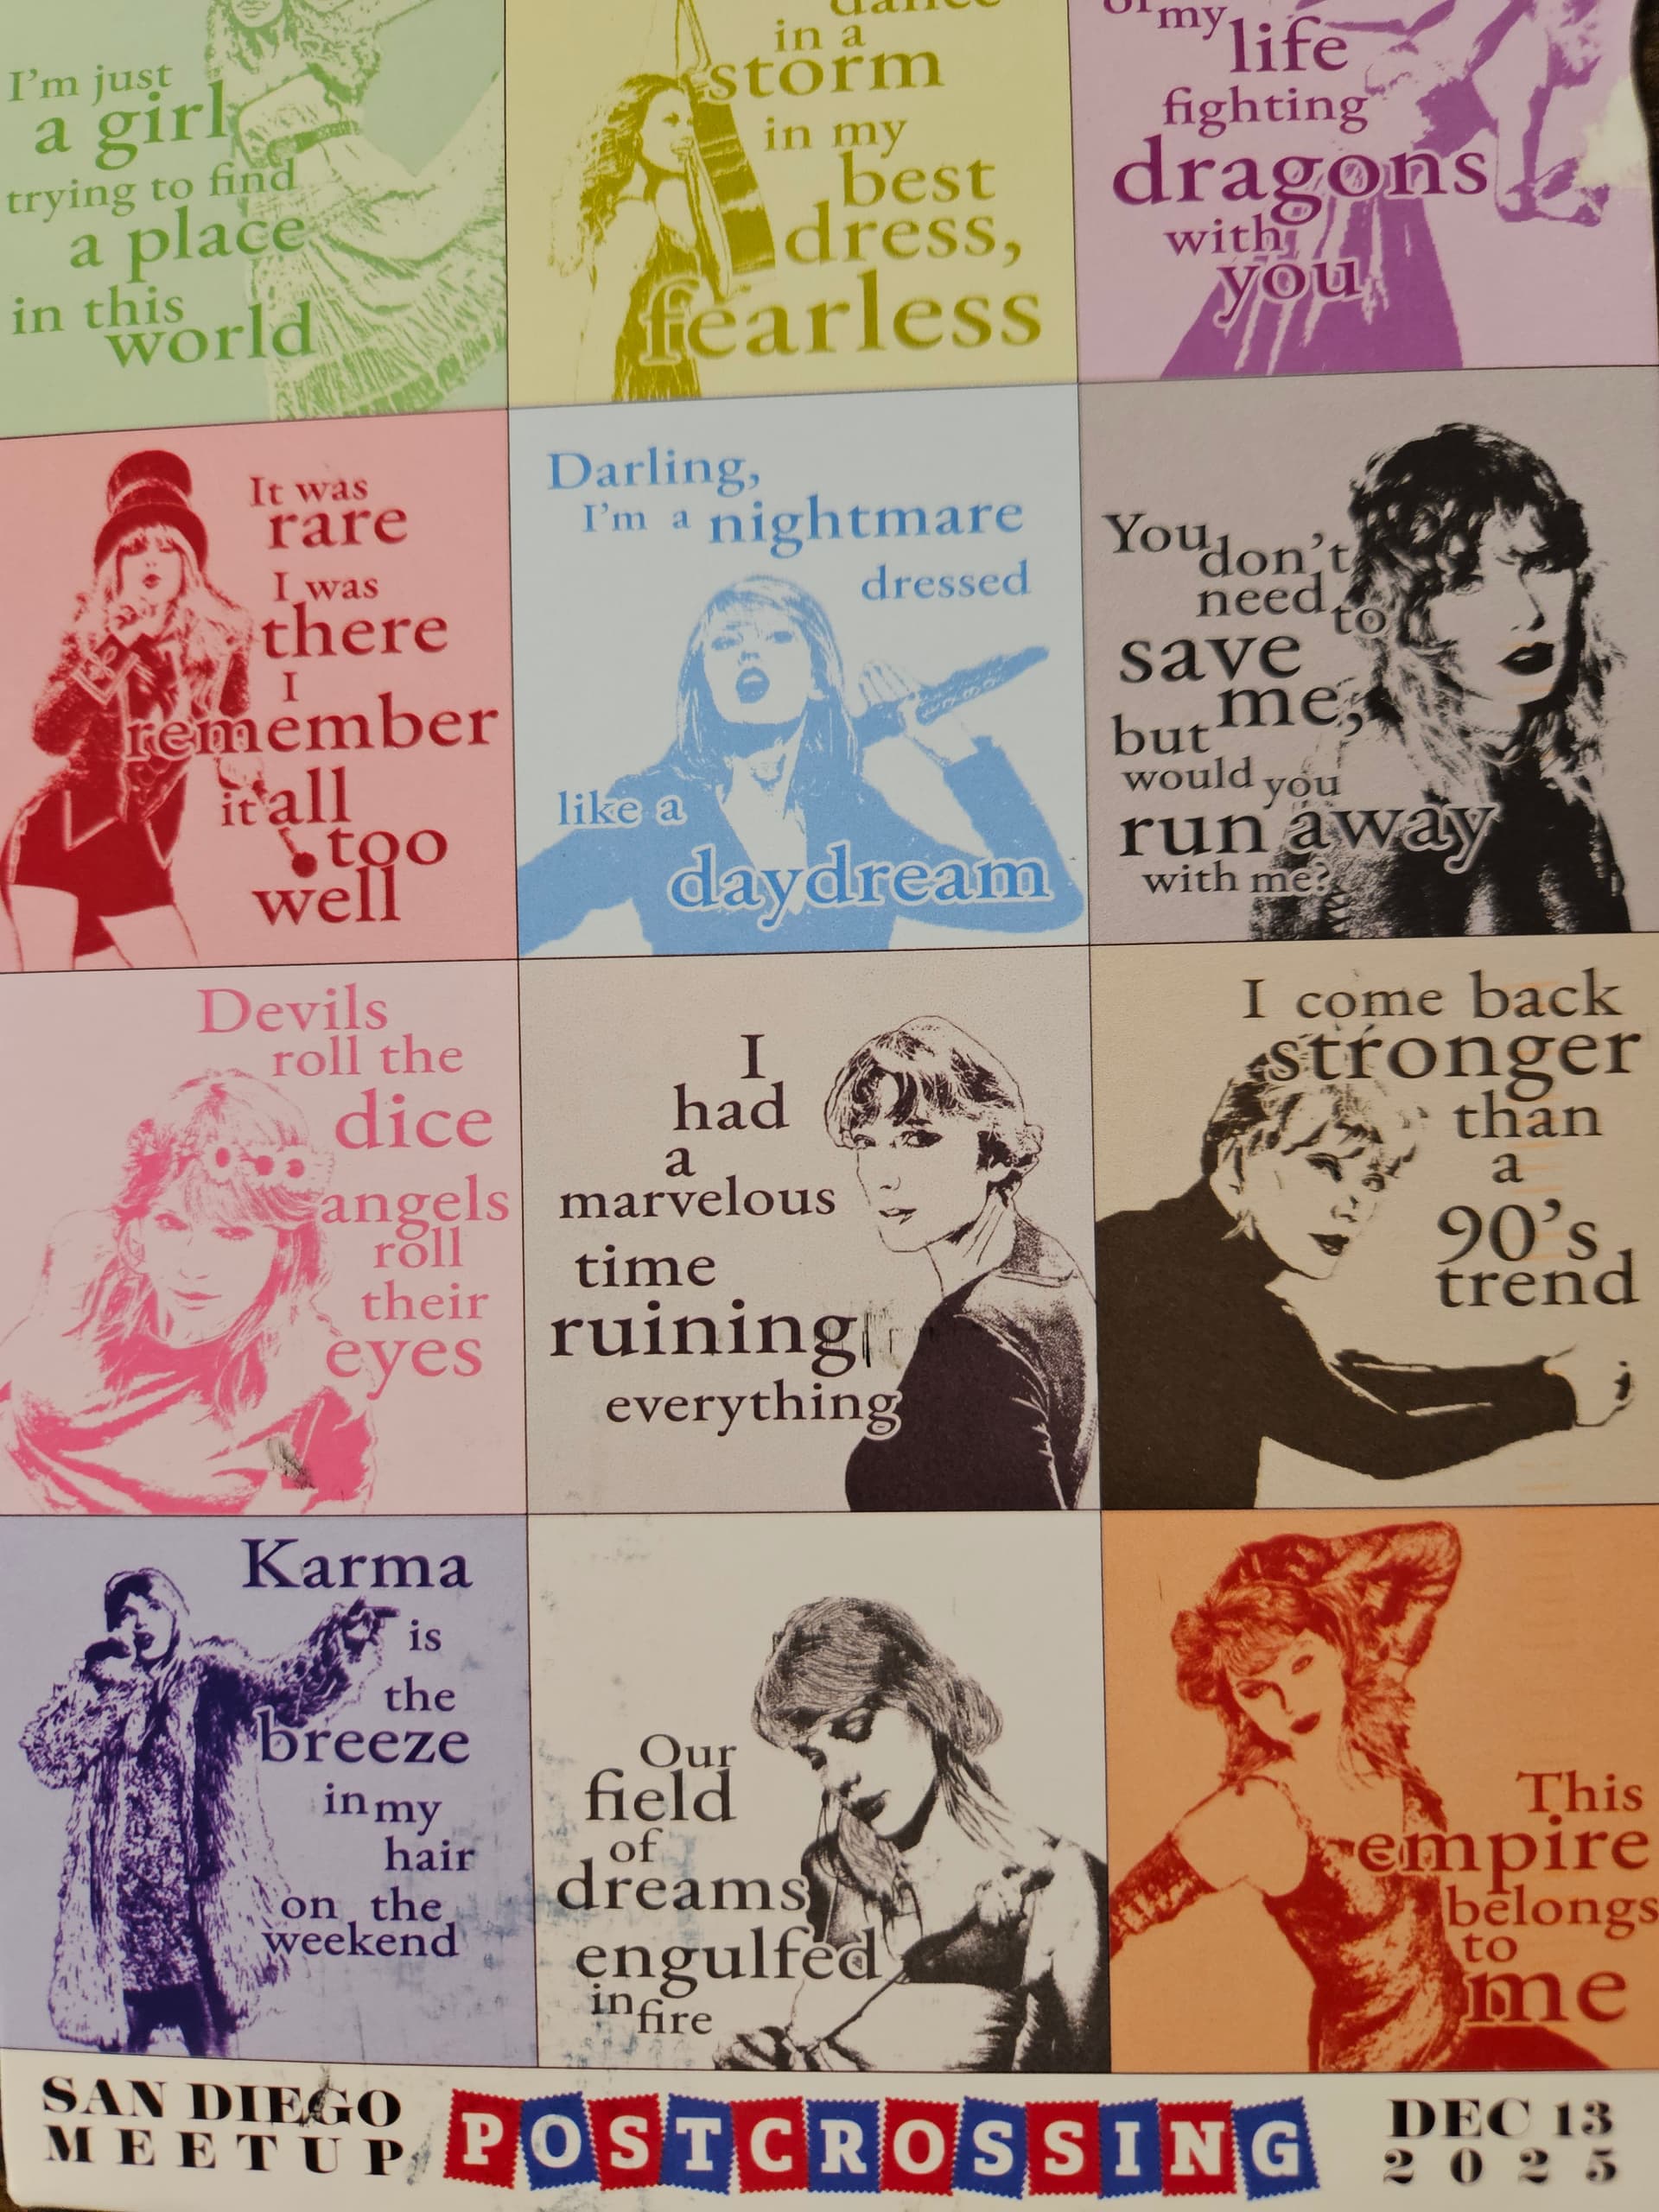 I'm just
a girl
trying to find
a place
in this
world
dance
in a
storm
in my
best
dress,
fearless
of my
life
fighting
dragons
with
you
It was
rare
I was
there
I
remember
it all
too
well
Darling,
I'm a nightmare
dressed
like a
daydream
You
don't
need
to
save
me,
but
would you
run away
with me?
Devils
roll the
dice
angels
roll
their
eyes
I
had
a
marvelous
time
ruining
everything
I come back
stronger
than
a
90's
trend
Karma
is
the
breeze
in my
hair
on the
weekend
Our
field
of
dreams
engulfed
in
fire
This
empire
belongs
to
me
SAN DIEGO
MEETUP
POSTCROSSING
DEC 13
2025